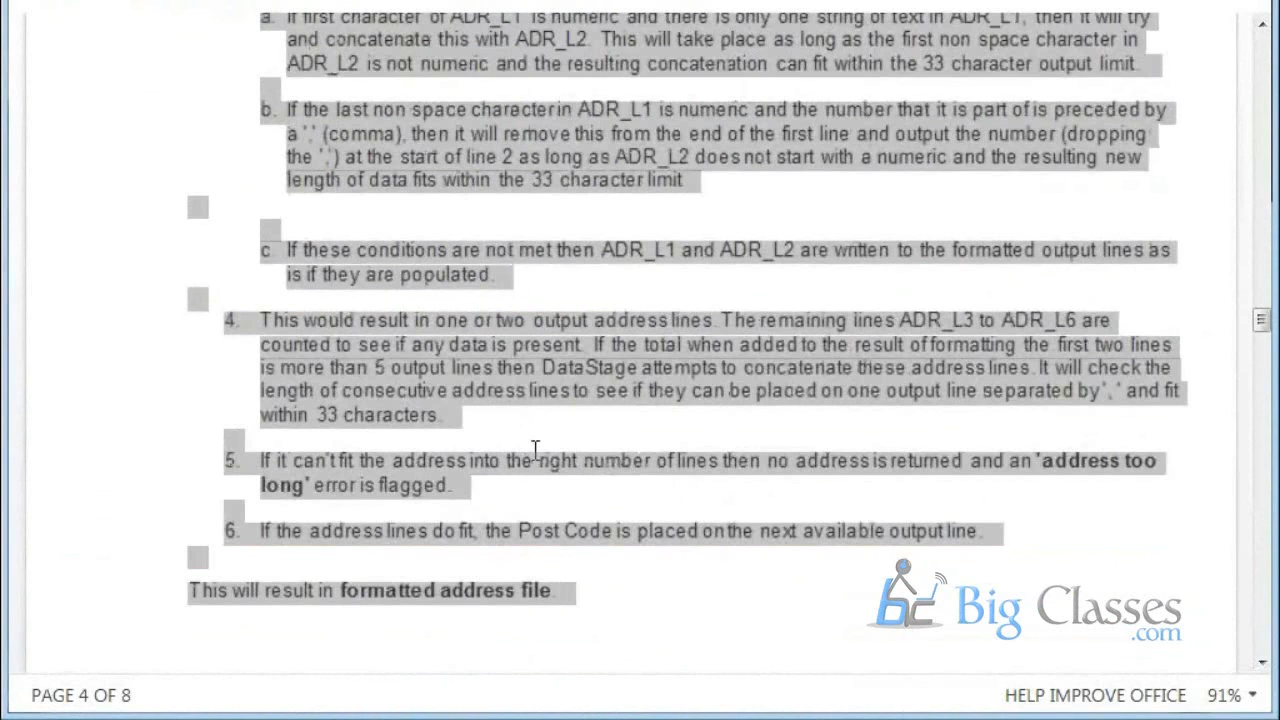 a. If first character of ADR_L1 is numeric and there is only one string of text in ADR_L1, then it will try
and concatenate this with ADR_L2. This will take place as long as the first non space character in
ADR_L2 is not numeric and the resulting concatenation can fit within the 33 character output limit.
b. If the last non space character in ADR_L1 is numeric and the number that it is part of is preceded by
a ',' (comma), then it will remove this from the end of the first line and output the number (dropping
the ',') at the start of line 2 as long as ADR_L2 does not start with a numeric and the resulting new
length of data fits within the 33 character limit
c. If these conditions are not met then ADR_L1 and ADR_L2 are written to the formatted output lines as
is if they are populated.
4. This would result in one or two output address lines. The remaining lines ADR_L3 to ADR_L6 are
counted to see if any data is present. If the total when added to the result of formatting the first two lines
is more than 5 output lines then DataStage attempts to concatenate these address lines. It will check the
length of consecutive address lines to see if they can be placed on one output line separated by ',' and fit
within 33 characters.
5. If it can't fit the address into the right number of lines then no address is returned and an 'address too
long' error is flagged.
6. If the address lines do fit, the Post Code is placed on the next available output line.
This will result in formatted address file.
bc Big Classes
.com
PAGE 4 OF 8
HELP IMPROVE OFFICE
91%